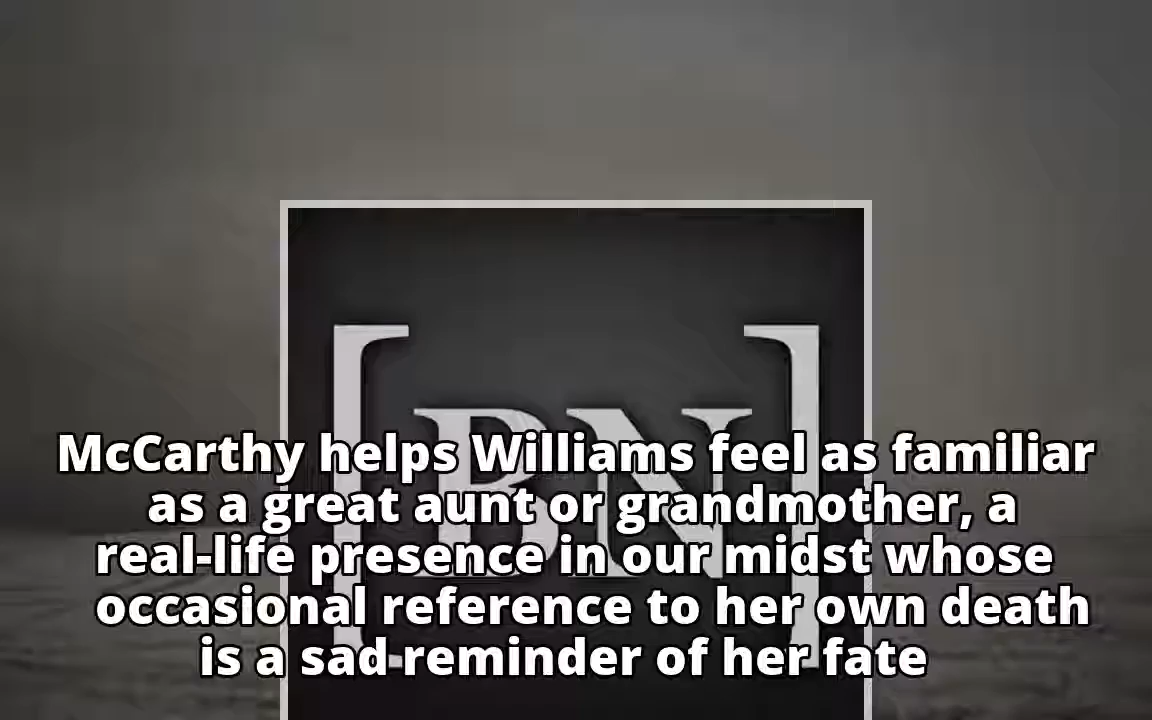 [BN]
McCarthy helps Williams feel as familiar
as a great aunt or grandmother, a
real-life presence in our midst whose
occasional reference to her own death
is a sad reminder of her fate